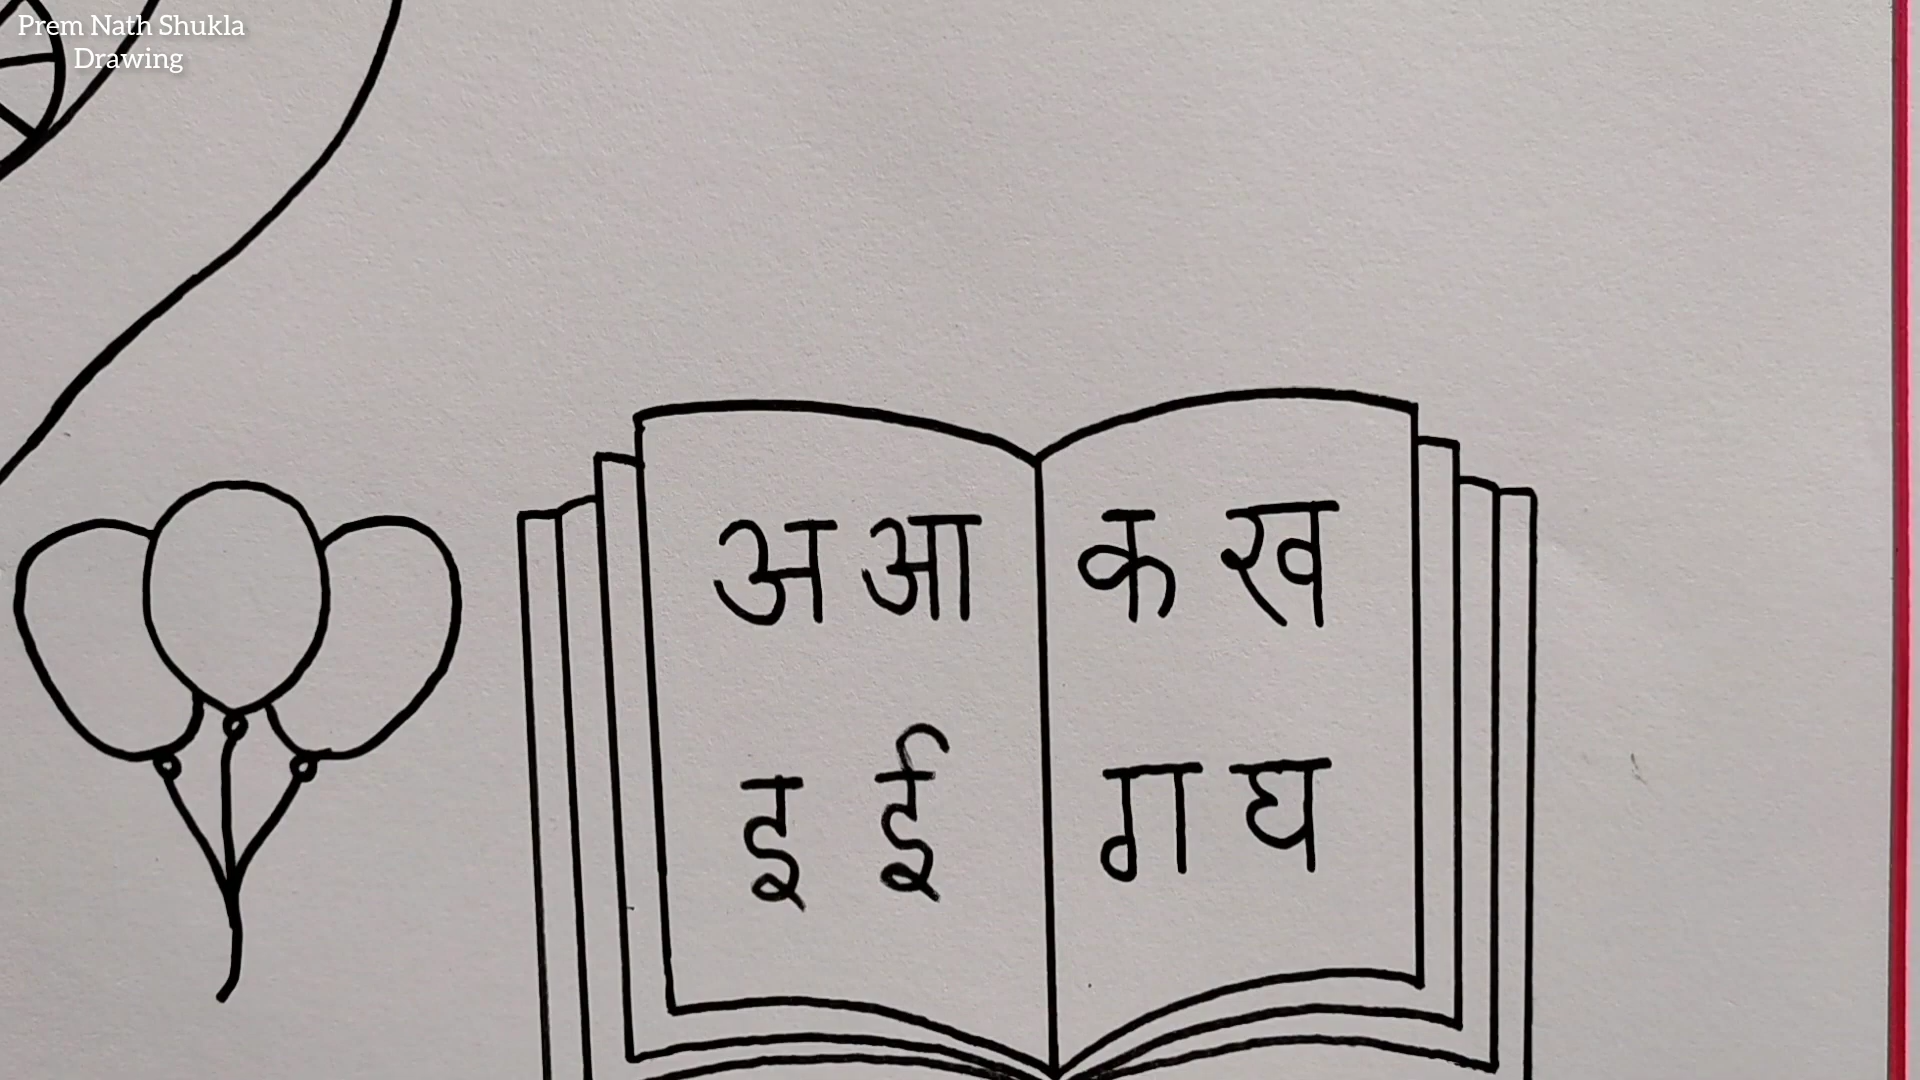 Prem Nath Shukla
Drawing
अ आ
इ ई
क ख
ग घ